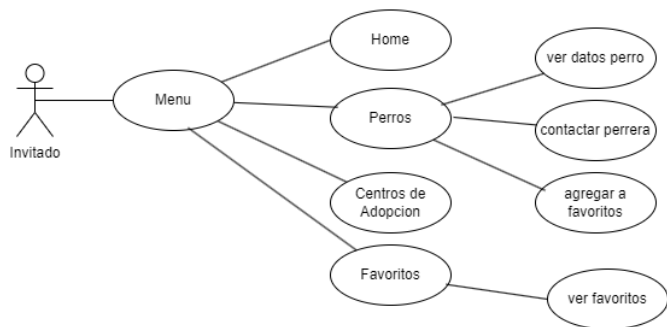 Home
ver datos perro
Menu
Perros
contactar perrera
Invitado
Centros de
Adopcion
agregar a
favoritos
Favoritos
ver favoritos